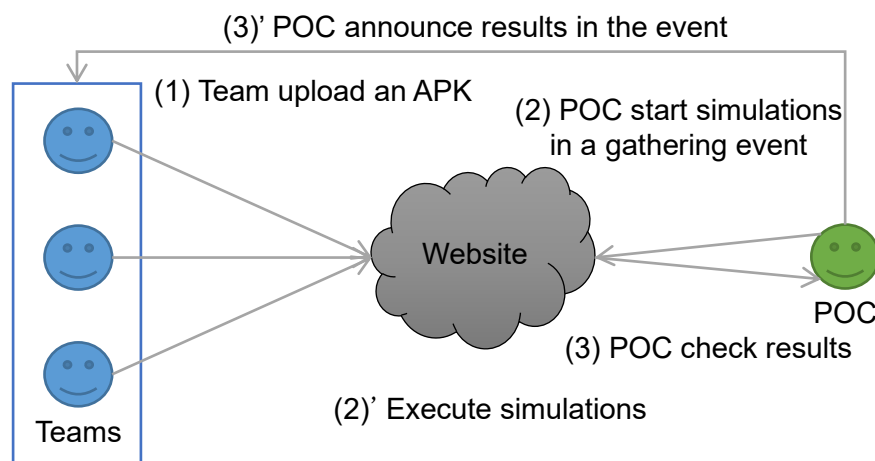 (3)’ POC announce results in the event
(1) Team upload an APK
(2) POC start simulations
in a gathering event
Website
POC
(3) POC check results
(2)’ Execute simulations
Teams